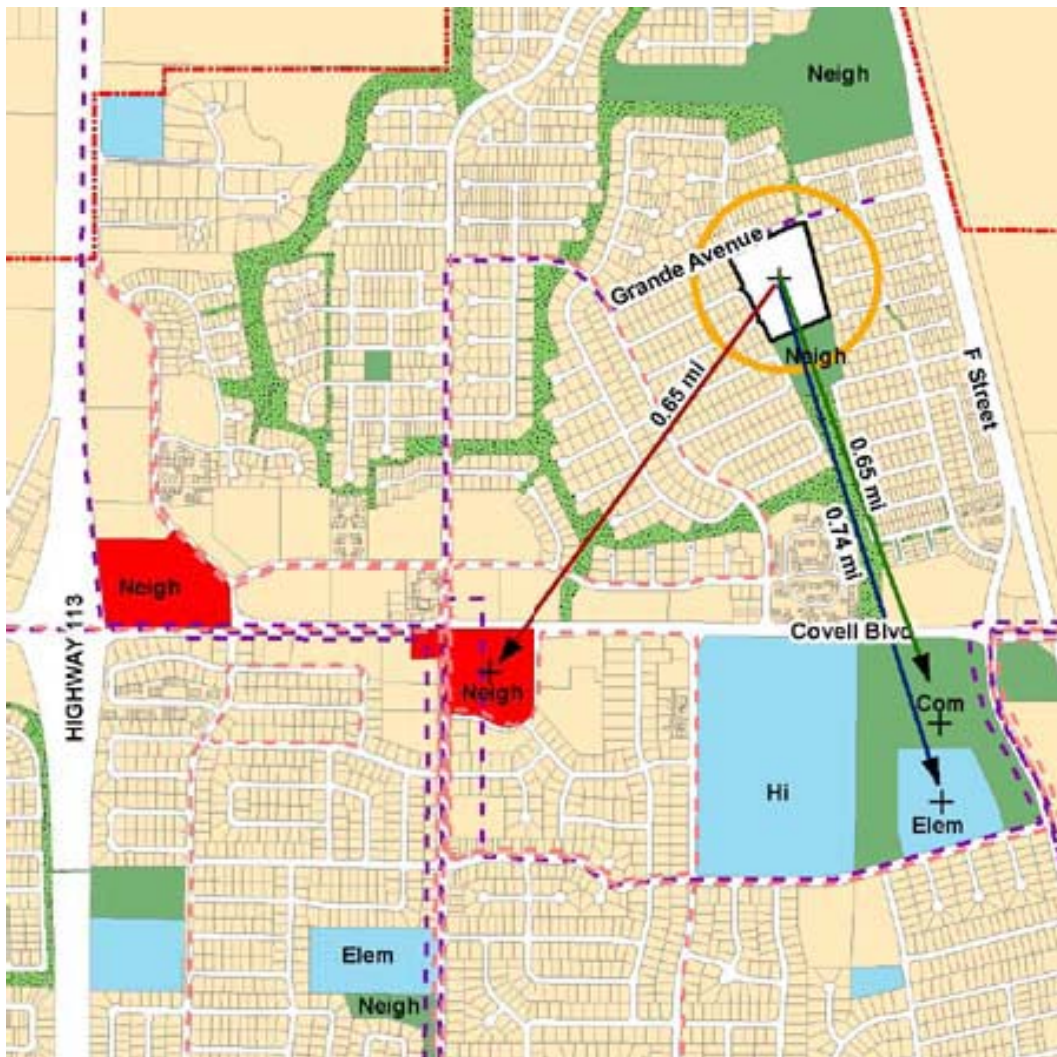 Neigh
Grande Avenue
Neigh
F Street
0.65 mi
0.65 mi
0.74 mi
Neigh
HIGHWAY 113
Covell Blvd
Neigh
Com
Hi
Elem
Elem
Neigh